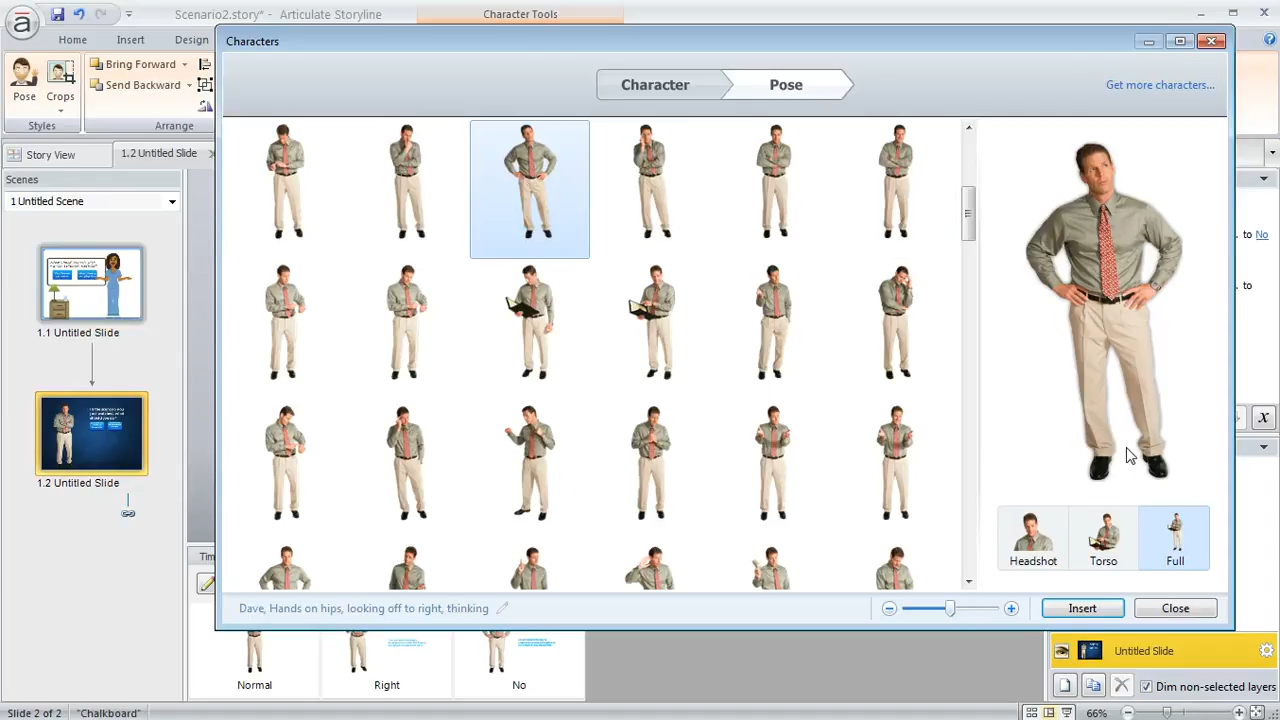 Scenario2.story* - Articulate Storyline
Character Tools
Home
Insert
Design
Characters
Bring Forward
Send Backward
Pose
Crops
Styles
Arrange
Character
Pose
Get more characters...
Story View
1.2 Untitled Slide
Scenes
1 Untitled Scene
1.1 Untitled Slide
1.2 Untitled Slide
. to No
. to
x
Headshot
Torso
Full
Dave, Hands on hips, looking off to right, thinking
Insert
Close
Normal
Right
No
Untitled Slide
Dim non-selected layers
Slide 2 of 2
"Chalkboard"
66%